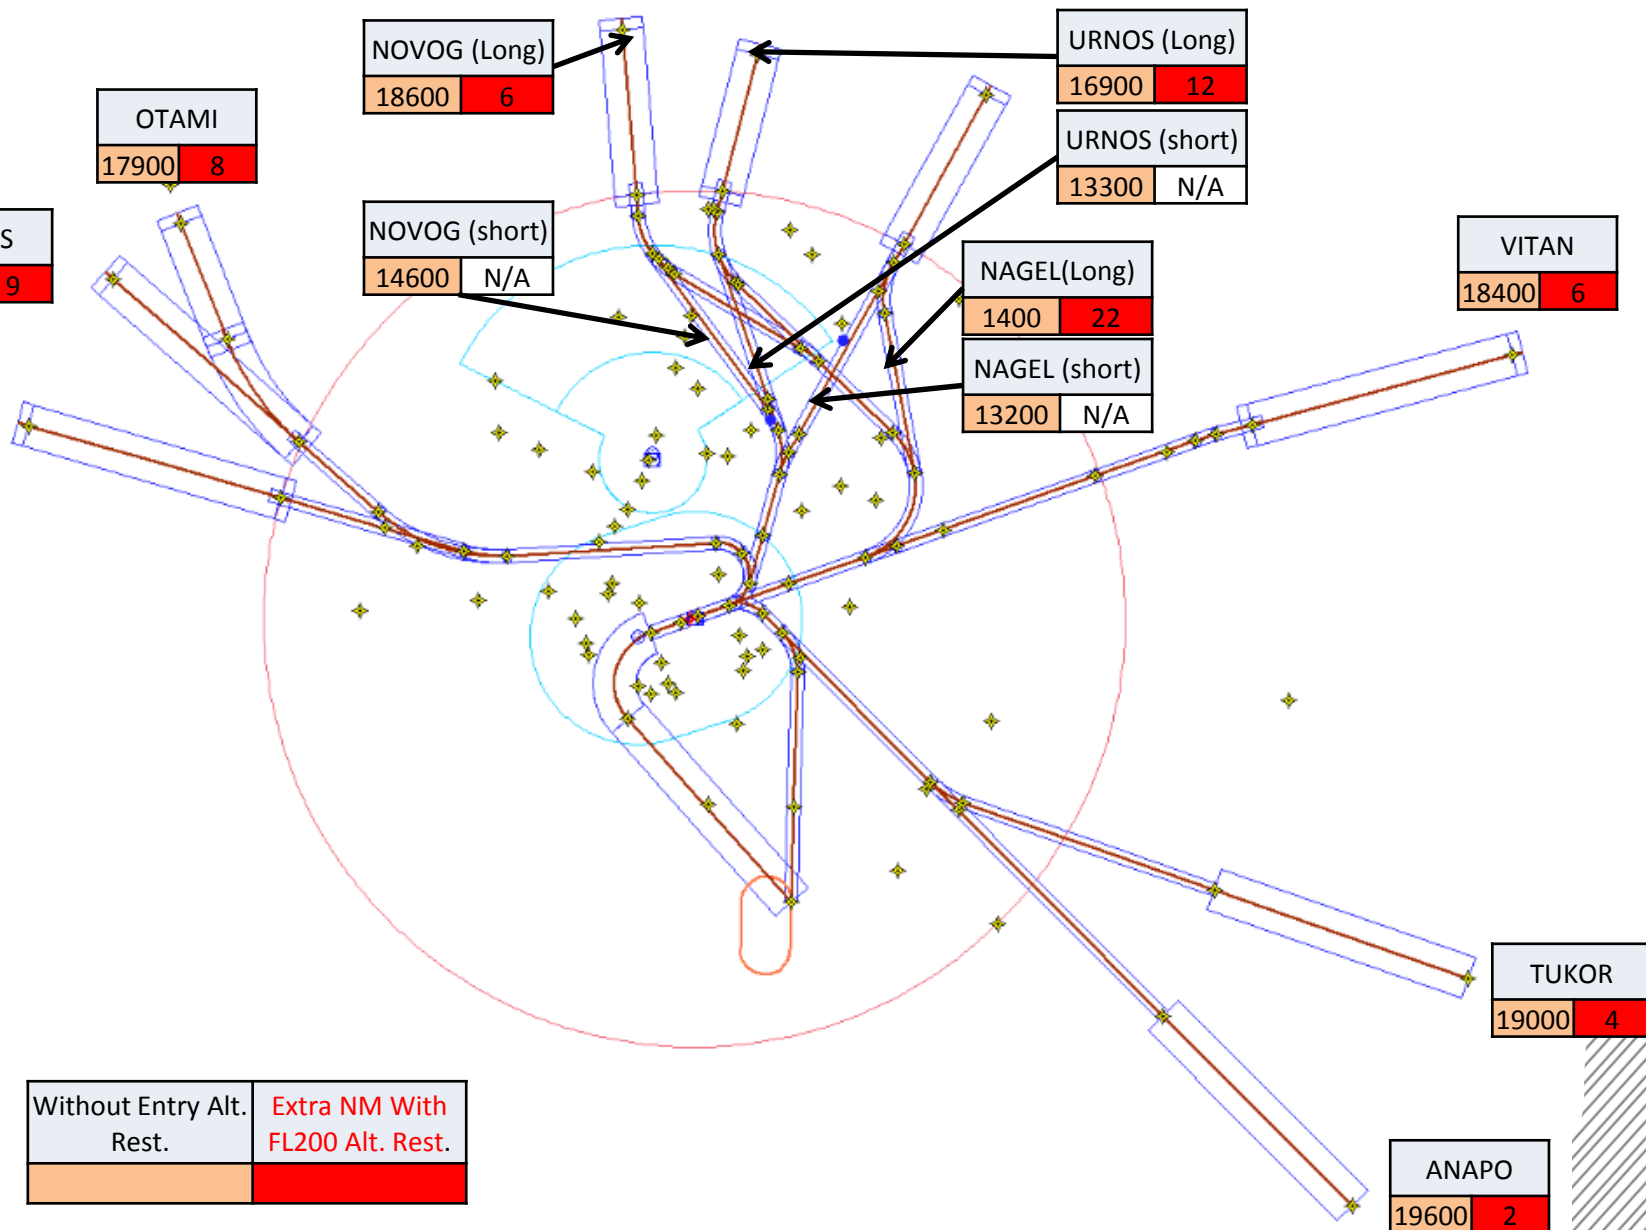 NOVOG (Long)
18600 6
URNOS (Long)
16900 12
OTAMI
17900 8
URNOS (short)
13300 N/A
S
9
NOVOG (short)
14600 N/A
NAGEL(Long)
1400 22
VITAN
18400 6
NAGEL (short)
13200 N/A
TUKOR
19000 4
Without Entry Alt.
Rest.
Extra NM With
FL200 Alt. Rest.
ANAPO
19600 2